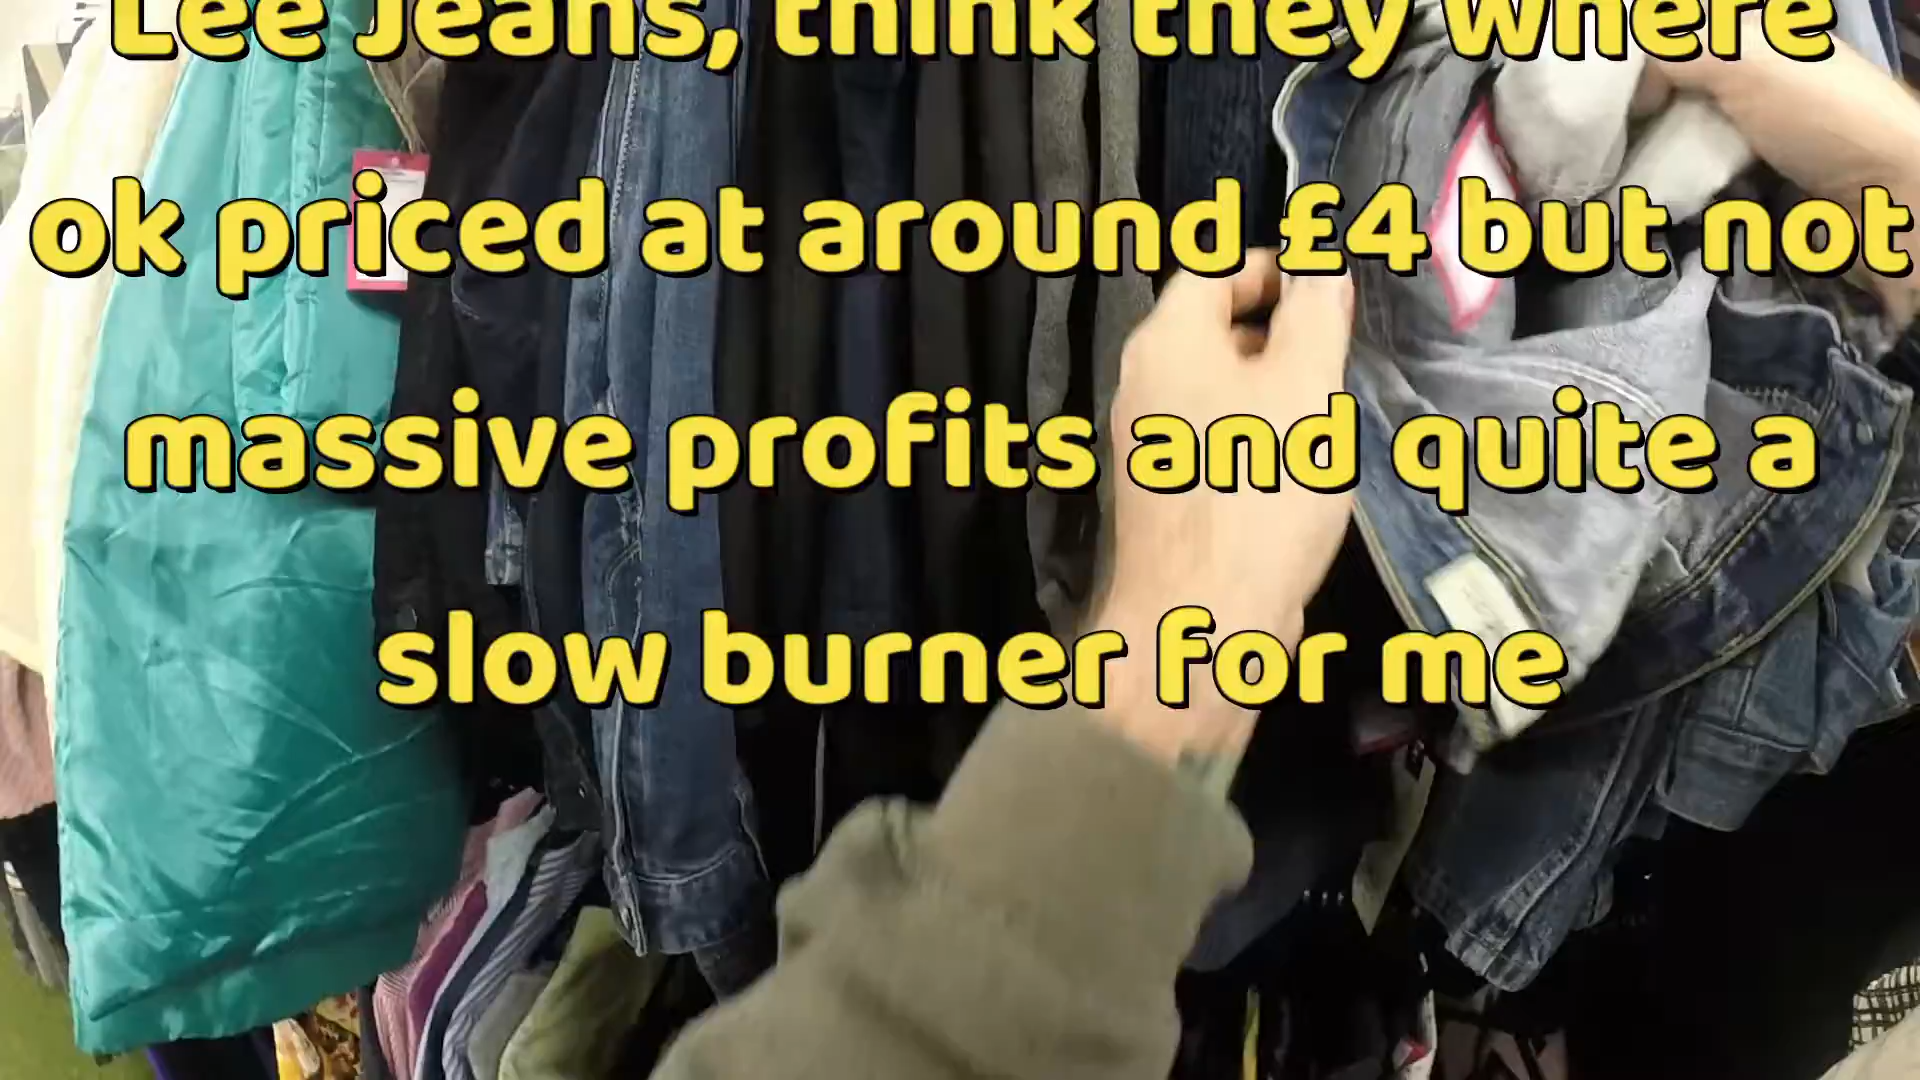 Lee Jeans, think they where
ok priced at around £4 but not
massive profits and quite a
slow burner for me